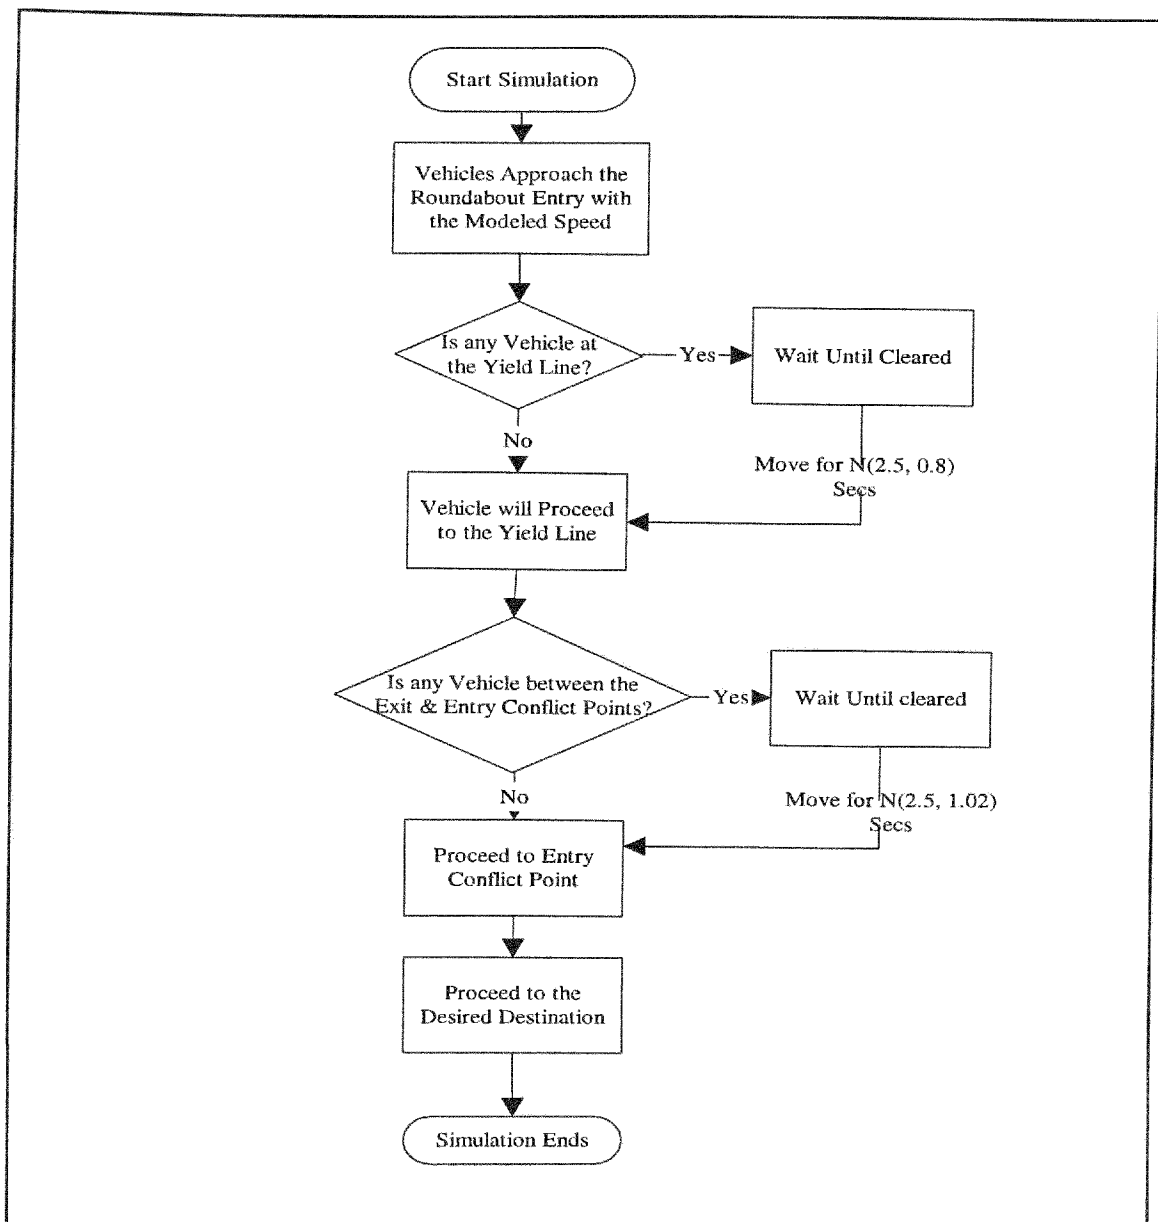 Start Simulation
Vehicles Approach the
Roundabout Entry with
the Modeled Speed
Is any Vehicle at
the Yield Line?
Yes
Wait Until Cleared
No
Move for N(2.5, 0.8)
Secs
Vehicle will Proceed
to the Yield Line
Is any Vehicle between the
Exit & Entry Conflict Points?
Yes
Wait Until cleared
No
Move for N(2.5, 1.02)
Secs
Proceed to Entry
Conflict Point
Proceed to the
Desired Destination
Simulation Ends